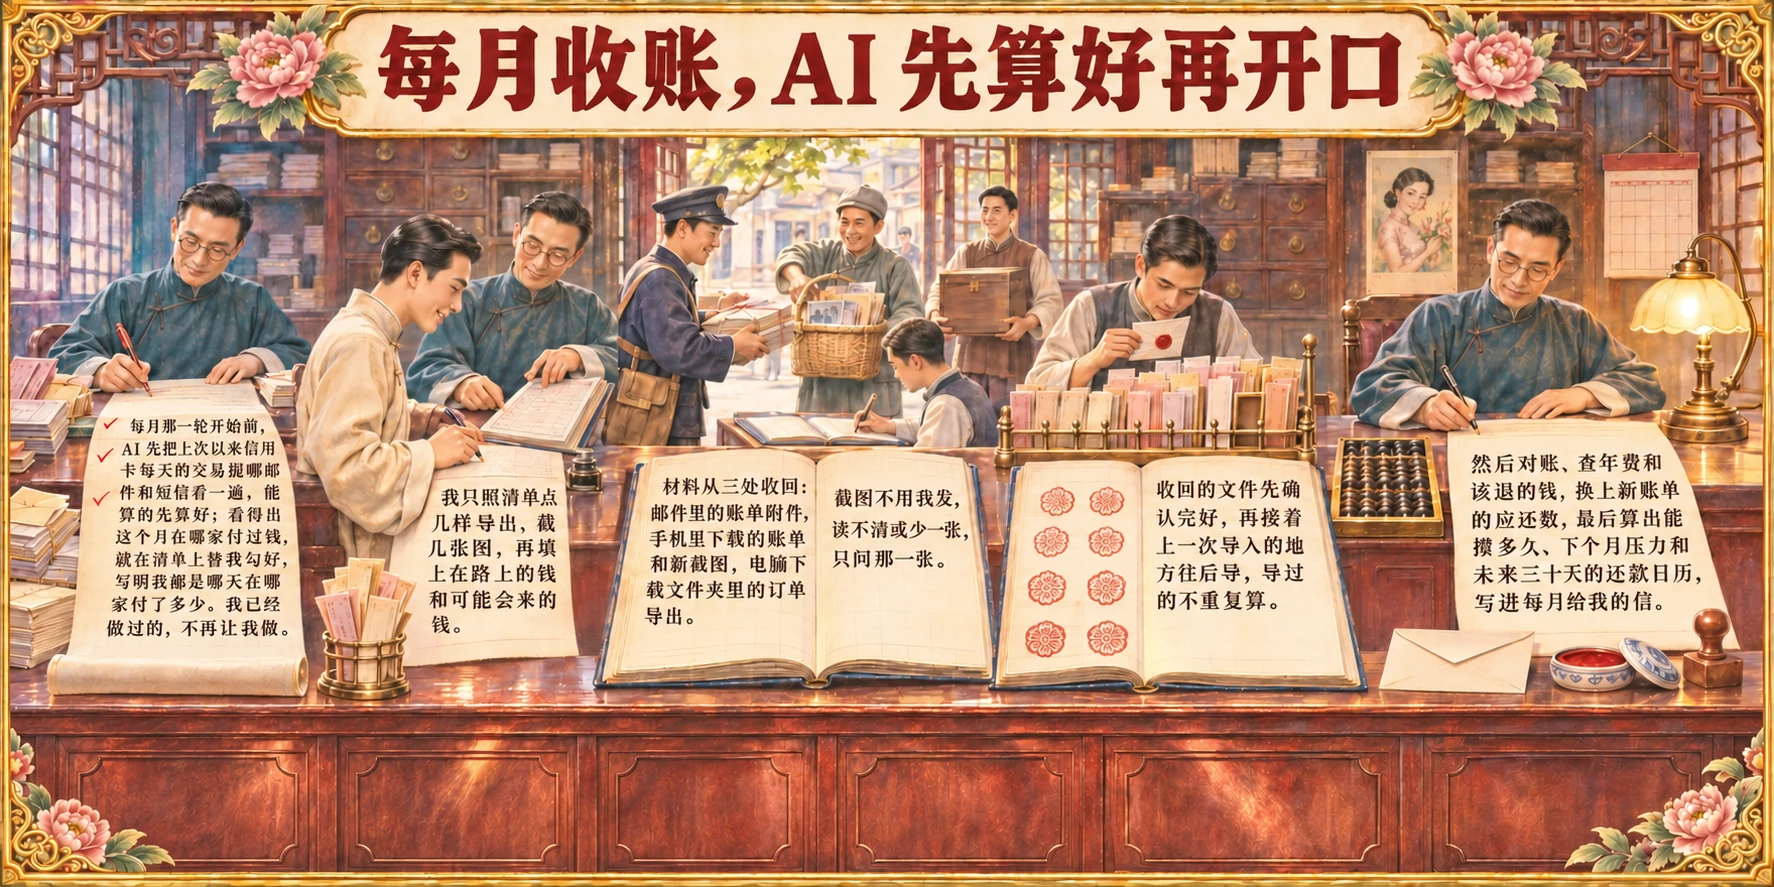 每月收账，AI 先算好再开口
每月那一轮开始前，
AI 先把上次以来信用
卡每天的交易提哪邮
件和短信看一遍，能
算的先算好；看得出
这个月在哪家付过钱，
就在清单上替我勾好，
写明我都是哪天在哪
家付了多少。我已经
做过的，不再让我做。
我只照清单点
几样导出，截
几张图，再填
上在路上的钱
和可能会来的
钱。
材料从三处收回：
邮件里的账单附件，
手机里下载的账单
和新截图，电脑下
载文件夹里的订单
导出。
截图不用我发，
读不清或少一张，
只问那一张。
收回的文件先确
认完好，再接着
上一次导入的地
方往后导，导过
的不重复算。
然后对账、查年费和
该退的钱，换上新账单
的应还数，最后算出能
攒多久、下个月压力和
未来三十天的还款日历，
写进每月给我的信。